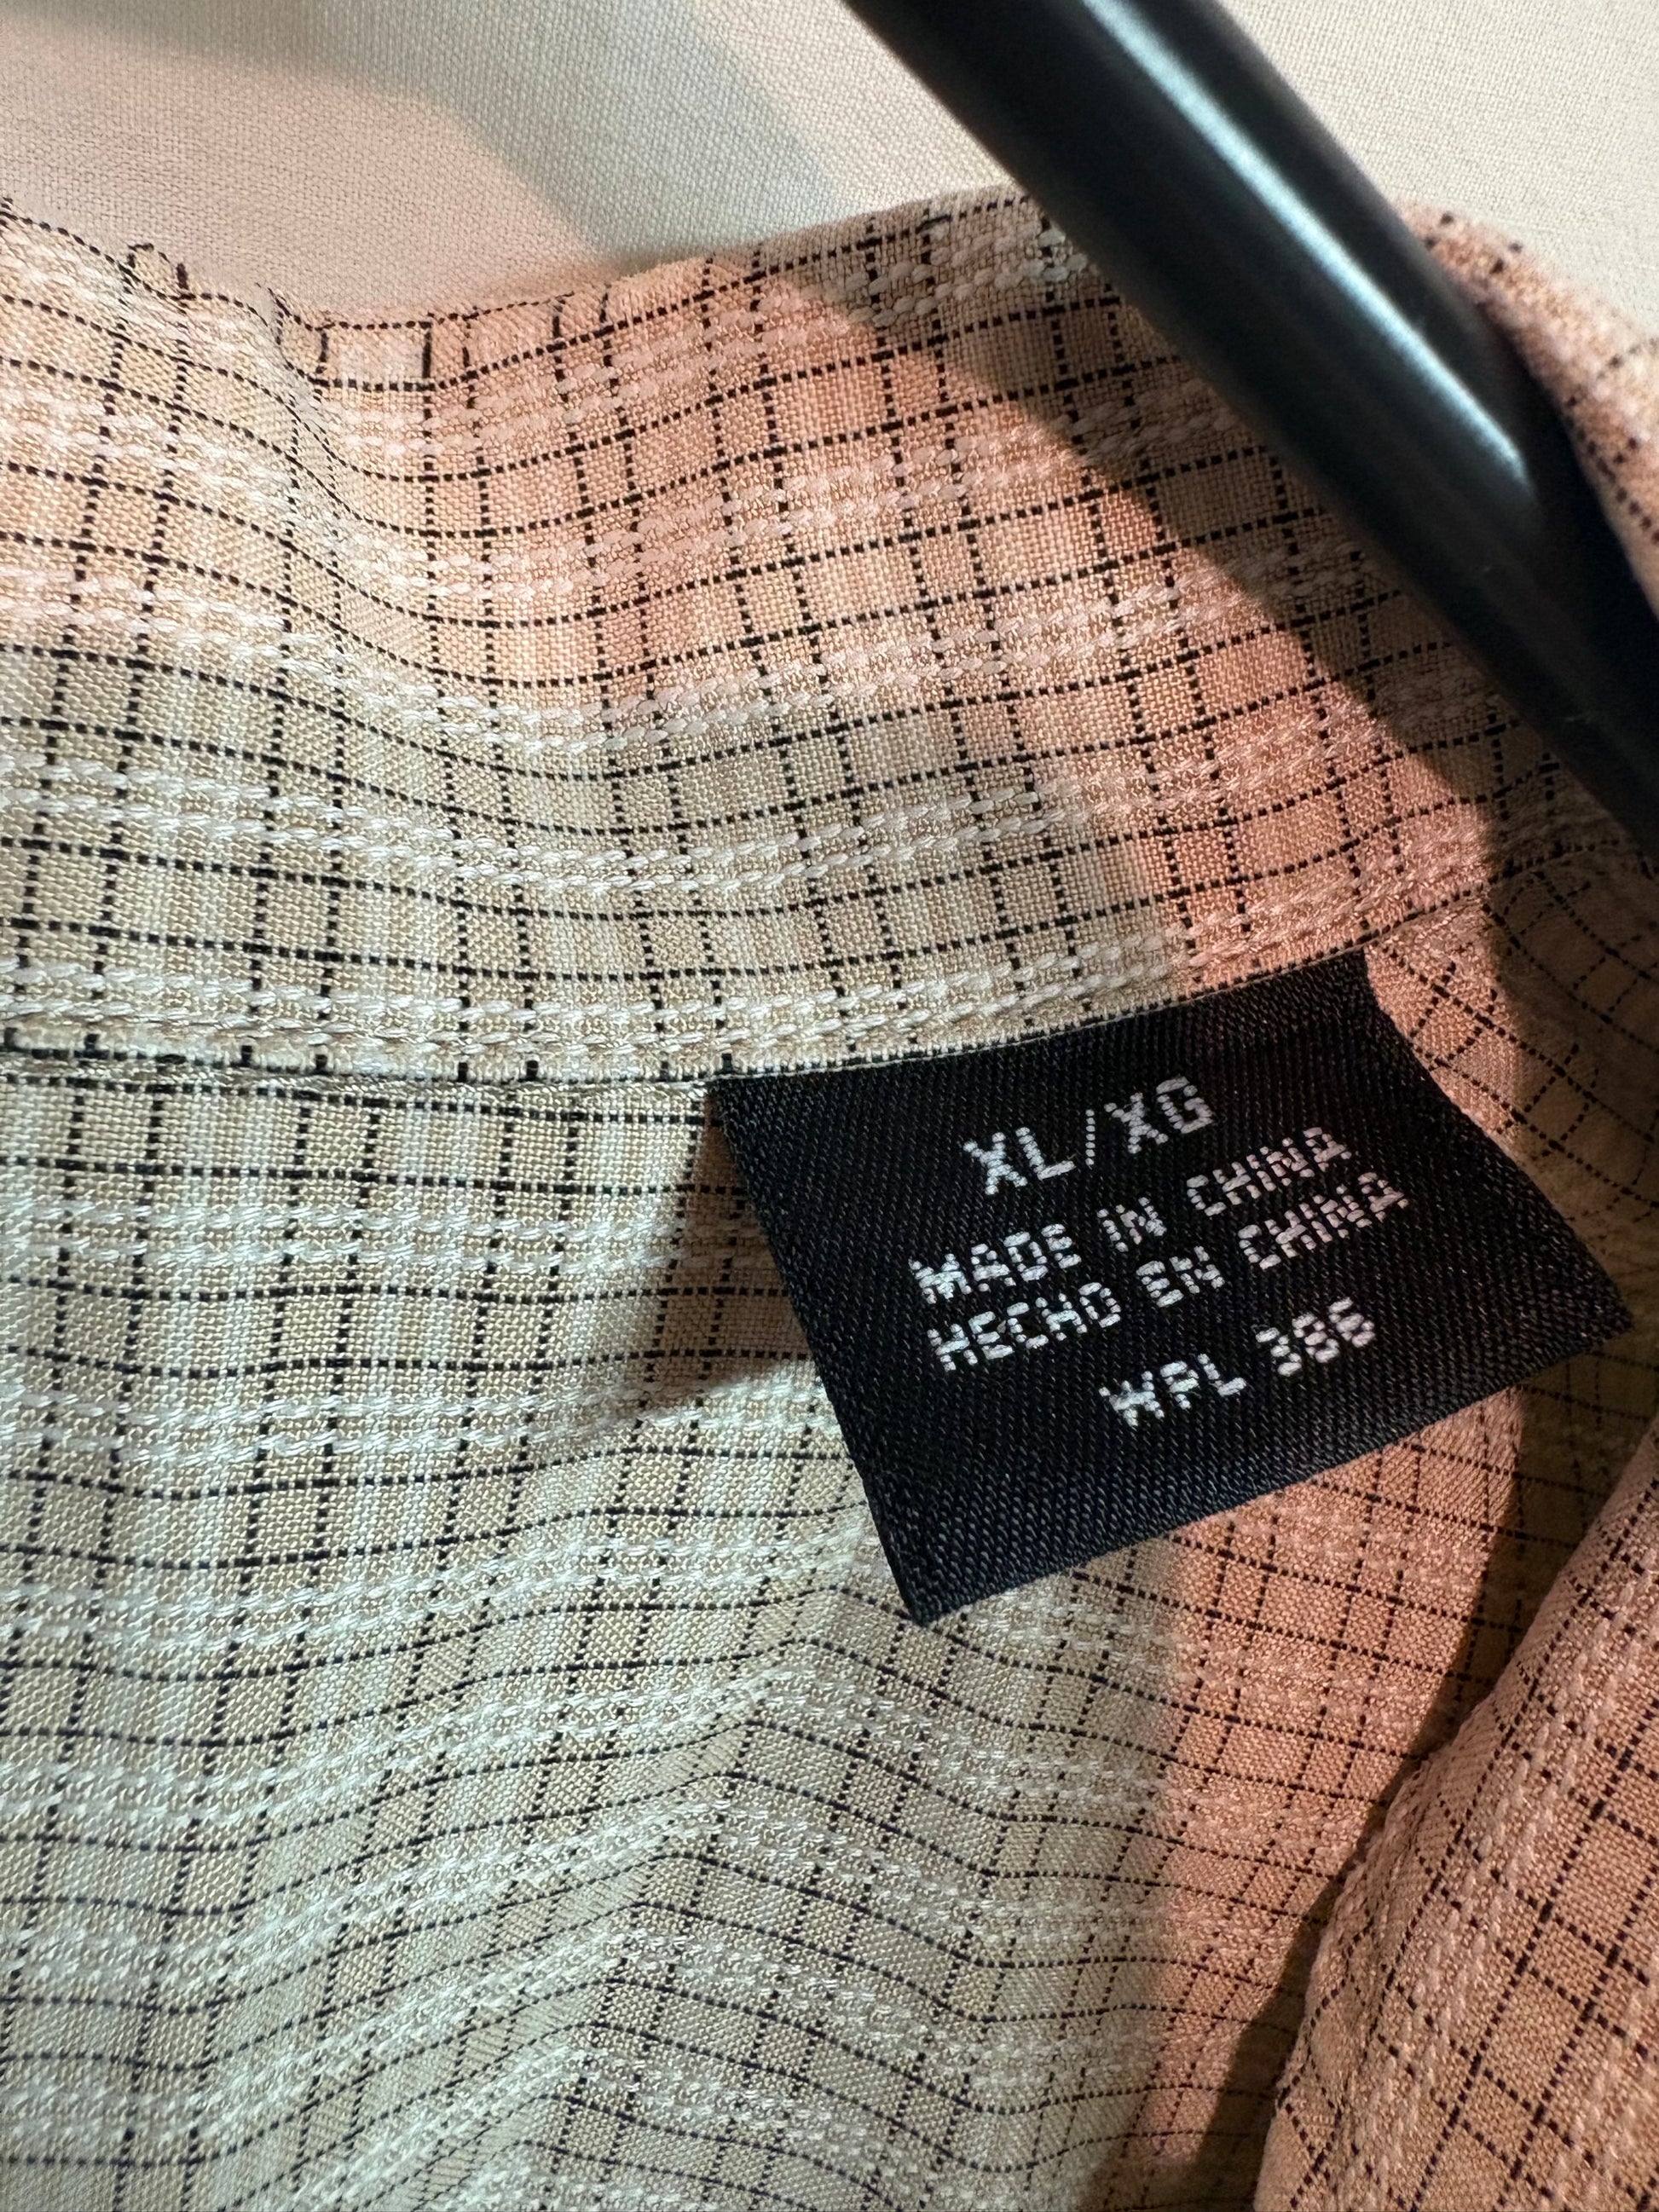 XL/XG
MADE IN CHINA
HECHO EN CHINA
WPL 386